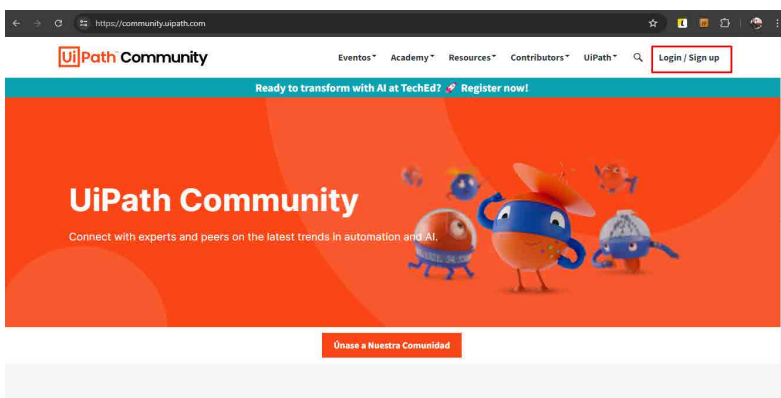 https://community.uipath.com
UiPath Community
Eventos Academy Resources Contributors UiPath Login / Sign up
Ready to transform with AI at TechEd? 🚀 Register now!
UiPath Community
Connect with experts and peers on the latest trends in automation and AI.
Únase a Nuestra Comunidad